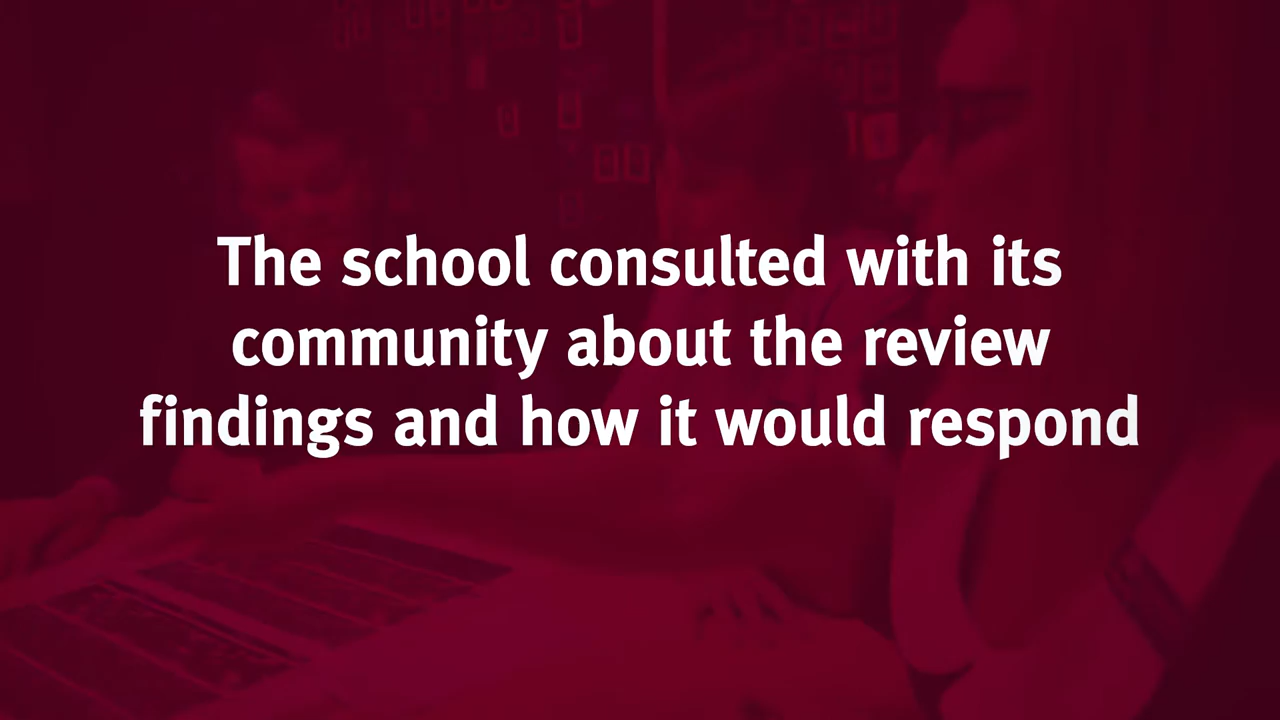 The school consulted with its
community about the review
findings and how it would respond